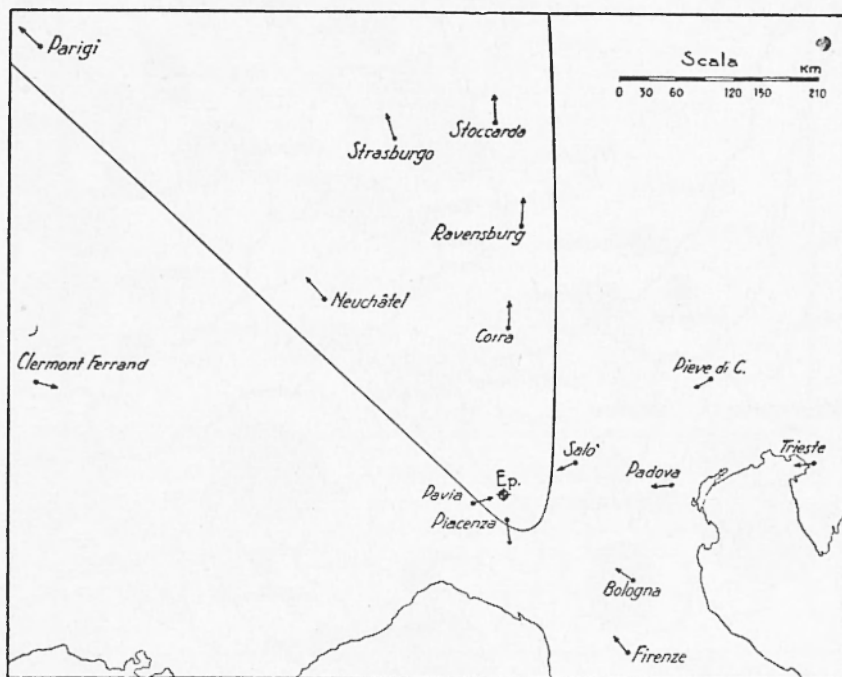 Parigi
Scala
Km
0 30 60 120 150 210
Stoccarda
Strasburgo
Ravensburg
Neuchâtel
Coira
Clermont Ferrand
Pieve di C.
Salò
Trieste
Padova
Ep.
Pavia
Piacenza
Bologna
Firenze